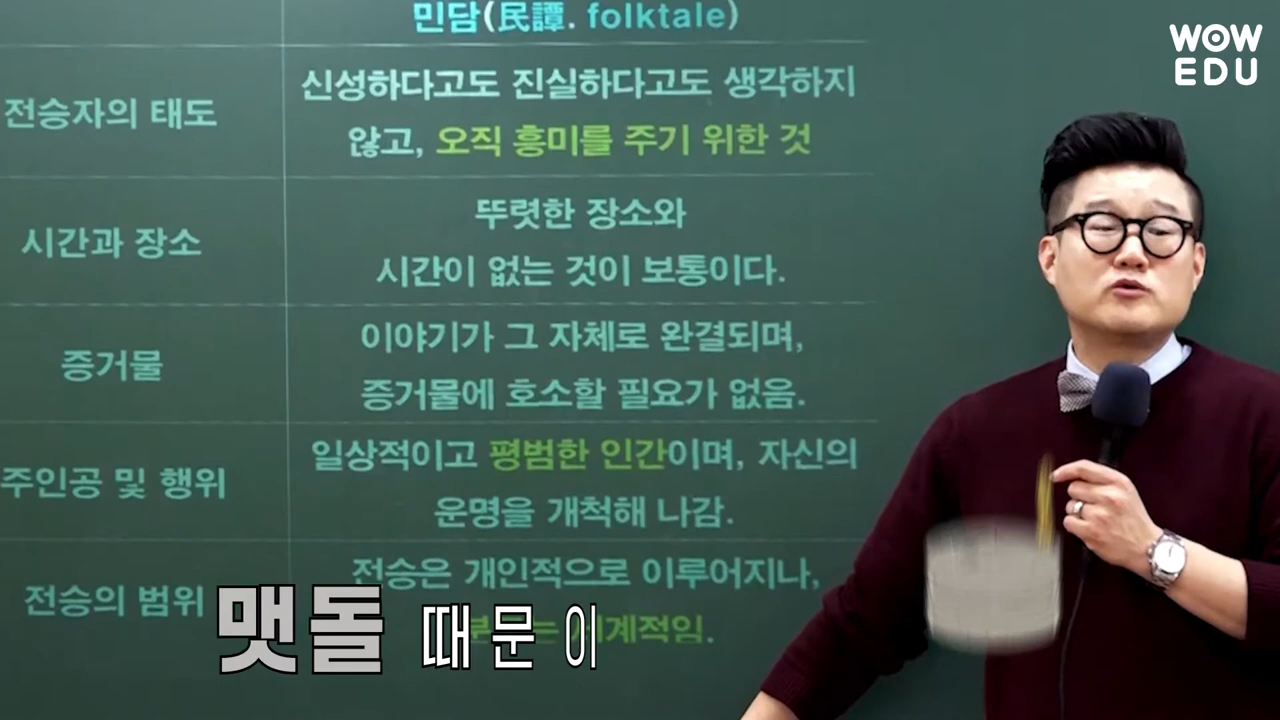 민담(民譚. folktale)
WOW
EDU
전승자의 태도
신성하다고도 진실하다고도 생각하지
않고, 오직 흥미를 주기 위한 것
시간과 장소
뚜렷한 장소와
시간이 없는 것이 보통이다.
증거물
이야기가 그 자체로 완결되며,
증거물에 호소할 필요가 없음.
주인공 및 행위
일상적이고 평범한 인간이며, 자신의
운명을 개척해 나감.
전승의 범위
전승은 개인적으로 이루어지나,
세계적임.
맷돌 때문이